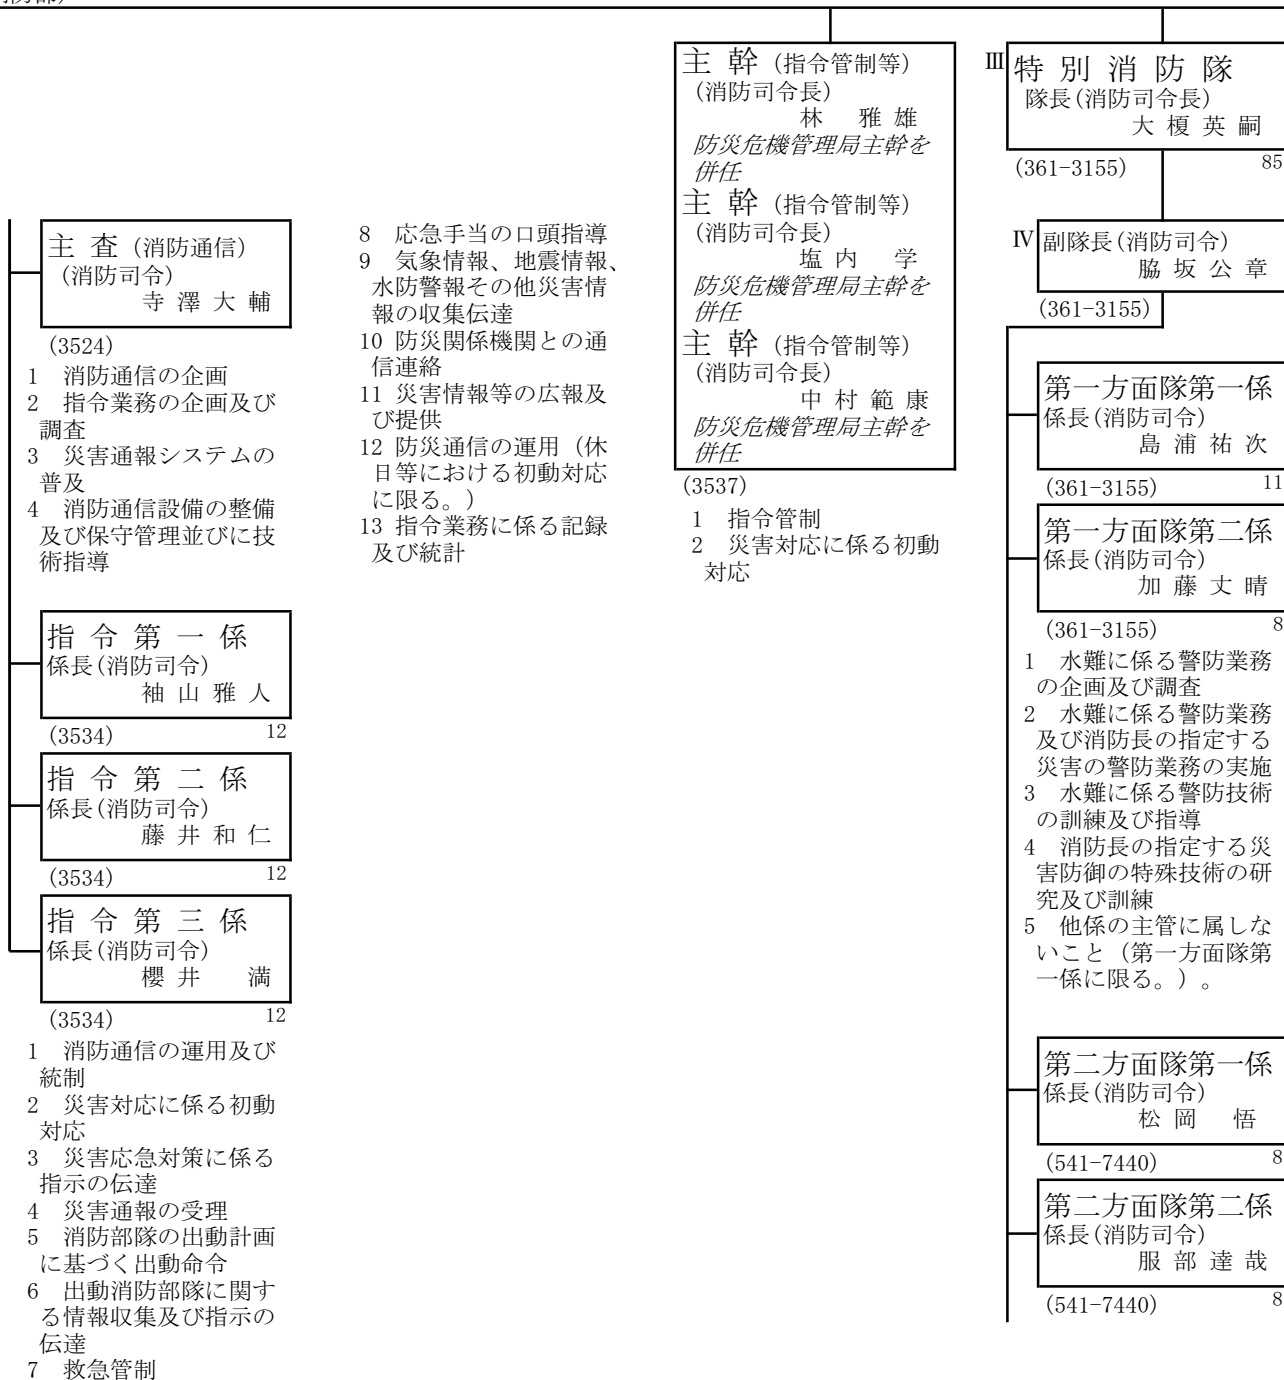 主 査（消防通信）
（消防司令）
寺 澤 大 輔
(3524)
1 消防通信の企画
2 指令業務の企画及び
調査
3 災害通報システムの
普及
4 消防通信設備の整備
及び保守管理並びに技
術指導
指 令 第 一 係
係長(消防司令)
袖 山 雅 人
(3534) 12
指 令 第 二 係
係長(消防司令)
藤 井 和 仁
(3534) 12
指 令 第 三 係
係長(消防司令)
櫻 井 満
(3534) 12
1 消防通信の運用及び
統制
2 災害対応に係る初動
対応
3 災害応急対策に係る
指示の伝達
4 災害通報の受理
5 消防部隊の出動計画
に基づく出動命令
6 出動消防部隊に関す
る情報収集及び指示の
伝達
7 救急管制
8 応急手当の口頭指導
9 気象情報、地震情報、
水防警報その他災害情
報の収集伝達
10 防災関係機関との通
信連絡
11 災害情報等の広報及
び提供
12 防災通信の運用（休
日等における初動対応
に限る。）
13 指令業務に係る記録
及び統計
主 幹（指令管制等）
（消防司令長）
林 雅 雄
防災危機管理局主幹を
併任
主 幹（指令管制等）
（消防司令長）
塩 内 学
防災危機管理局主幹を
併任
主 幹（指令管制等）
（消防司令長）
中 村 範 康
防災危機管理局主幹を
併任
(3537)
1 指令管制
2 災害対応に係る初動
対応
Ⅲ 特 別 消 防 隊
隊長(消防司令長)
大 榎 英 嗣
(361-3155) 85
Ⅳ 副隊長(消防司令)
脇 坂 公 章
(361-3155)
第一方面隊第一係
係長(消防司令)
島 浦 祐 次
(361-3155) 11
第一方面隊第二係
係長(消防司令)
加 藤 丈 晴
(361-3155) 8
1 水難に係る警防業務
の企画及び調査
2 水難に係る警防業務
及び消防長の指定する
災害の警防業務の実施
3 水難に係る警防技術
の訓練及び指導
4 消防長の指定する災
害防御の特殊技術の研
究及び訓練
5 他係の主管に属しな
いこと（第一方面隊第
一係に限る。）。
第二方面隊第一係
係長(消防司令)
松 岡 悟
(541-7440) 8
第二方面隊第二係
係長(消防司令)
服 部 達 哉
(541-7440) 8